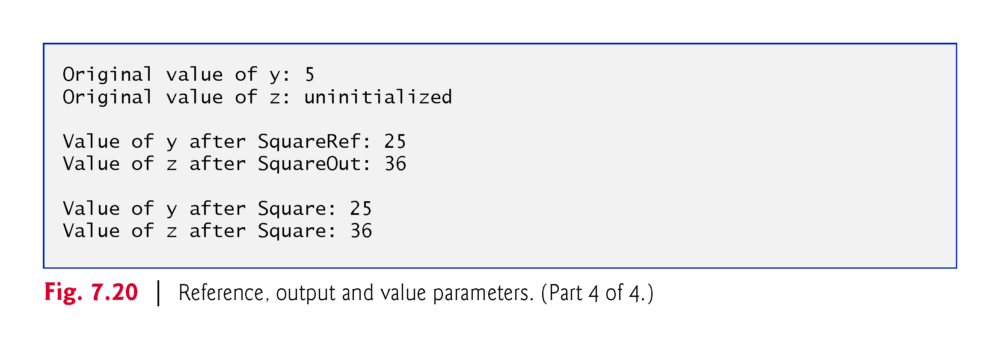 Original value of y: 5
Original value of z: uninitialized
Value of y after SquareRef: 25
Value of z after SquareOut: 36
Value of y after Square: 25
Value of z after Square: 36
Fig. 7.20 | Reference, output and value parameters. (Part 4 of 4.)